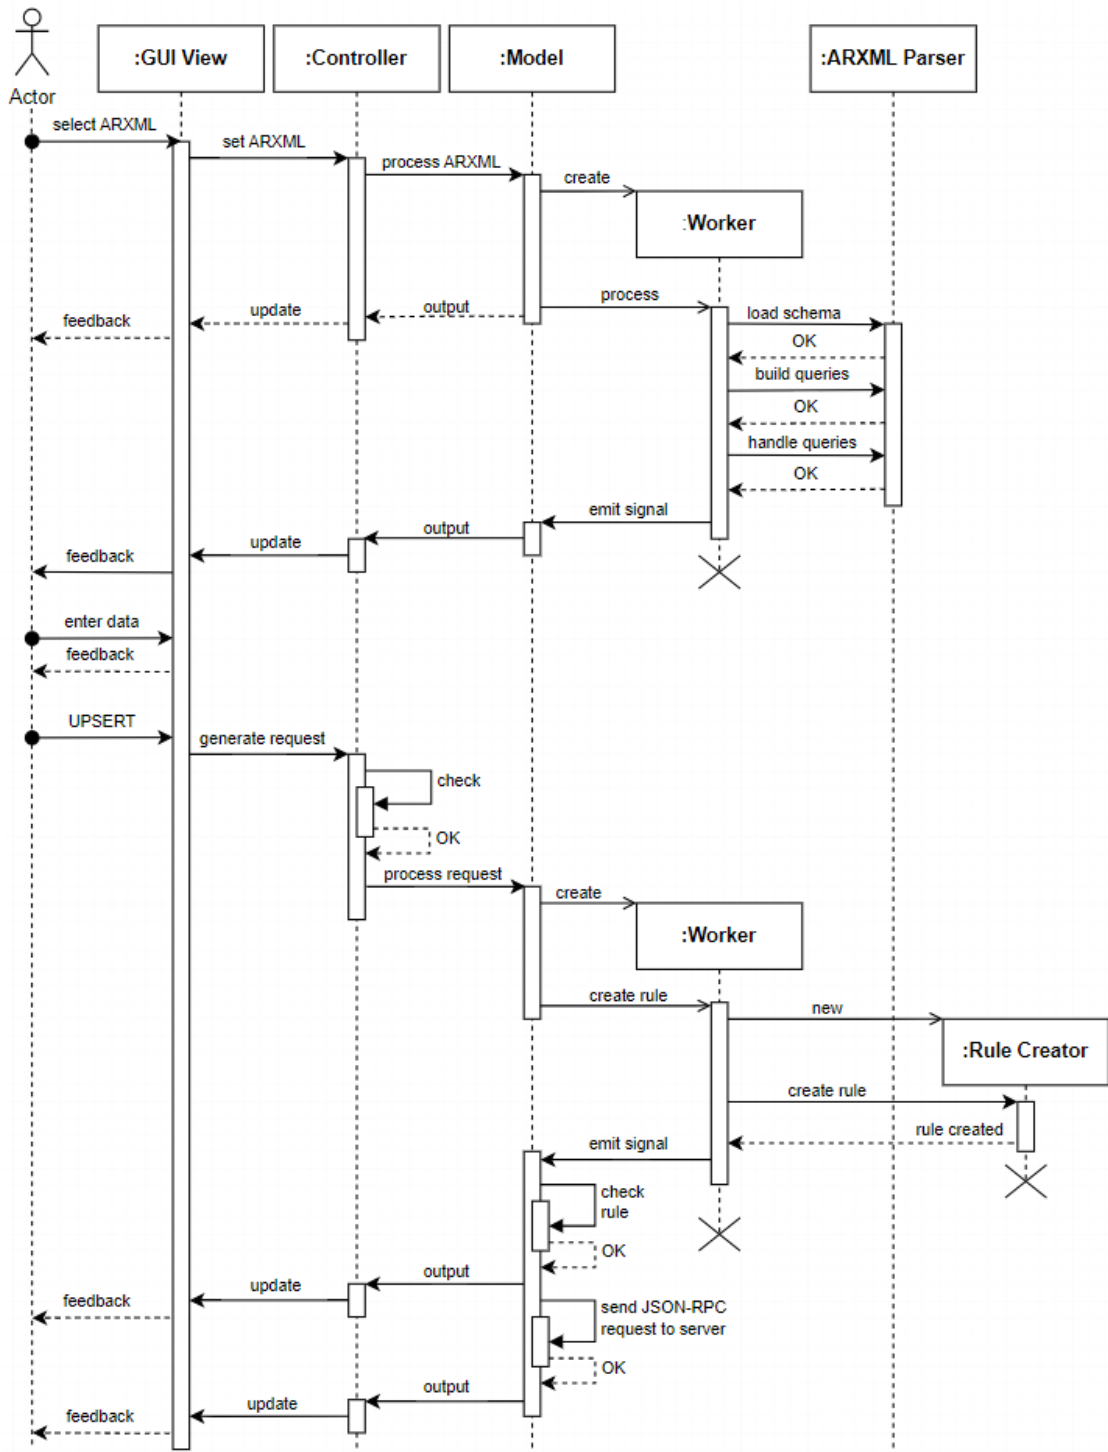 :GUI View
:Controller
:Model
:ARXML Parser
Actor
select ARXML
set ARXML
process ARXML
create
:Worker
process
output
update
feedback
load schema
OK
build queries
OK
handle queries
OK
emit signal
output
update
feedback
enter data
feedback
UPSERT
generate request
check
OK
process request
create
:Worker
create rule
new
:Rule Creator
create rule
rule created
emit signal
check
rule
OK
output
update
feedback
send JSON-RPC
request to server
OK
output
update
feedback